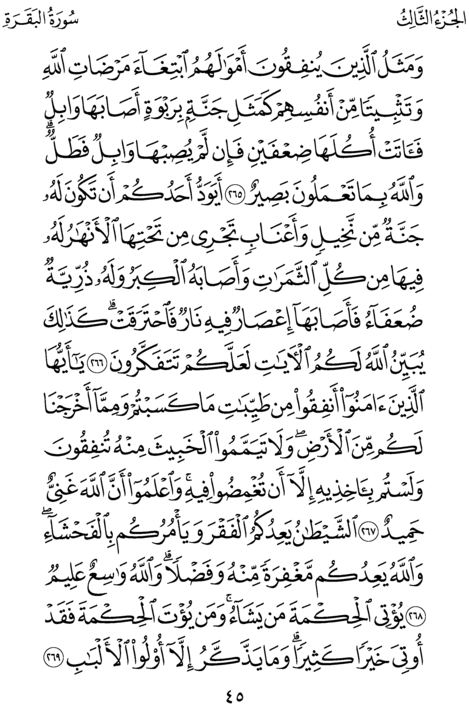 الجُزْءُ الثَّالِثُ سُورَةُ البَقَرَةِ
وَمَثَلُ ٱلَّذِينَ يُنفِقُونَ أَمْوَٰلَهُمُ ٱبْتِغَآءَ مَرْضَاتِ ٱللَّهِ
وَتَثْبِيتًا مِّنْ أَنفُسِهِمْ كَمَثَلِ جَنَّةٍۭ بِرَبْوَةٍ أَصَابَهَا وَابِلٌ
فَـَٔاتَتْ أُكُلَهَا ضِعْفَيْنِ فَإِن لَّمْ يُصِبْهَا وَابِلٌ فَطَلٌّ ۗ
وَٱللَّهُ بِمَا تَعْمَلُونَ بَصِيرٌ ٢٦٥ أَيَوَدُّ أَحَدُكُمْ أَن تَكُونَ لَهُۥ
جَنَّةٌ مِّن نَّخِيلٍ وَأَعْنَابٍ تَجْرِى مِن تَحْتِهَا ٱلْأَنْهَٰرُ لَهُۥ
فِيهَا مِن كُلِّ ٱلثَّمَرَٰتِ وَأَصَابَهُ ٱلْكِبَرُ وَلَهُۥ ذُرِّيَّةٌ
ضُعَفَآءُ فَأَصَابَهَآ إِعْصَارٌ فِيهِ نَارٌ فَٱحْتَرَقَتْ ۗ كَذَٰلِكَ
يُبَيِّنُ ٱللَّهُ لَكُمُ ٱلْـَٔايَٰتِ لَعَلَّكُمْ تَتَفَكَّرُونَ ٢٦٦ يَٰٓأَيُّهَا
ٱلَّذِينَ ءَامَنُوٓا۟ أَنفِقُوا۟ مِن طَيِّبَٰتِ مَا كَسَبْتُمْ وَمِمَّآ أَخْرَجْنَا
لَكُم مِّنَ ٱلْأَرْضِ ۖ وَلَا تَيَمَّمُوا۟ ٱلْخَبِيثَ مِنْهُ تُنفِقُونَ
وَلَسْتُم بِـَٔاخِذِيهِ إِلَّآ أَن تُغْمِضُوا۟ فِيهِ ۚ وَٱعْلَمُوٓا۟ أَنَّ ٱللَّهَ غَنِىٌّ
حَمِيدٌ ٢٦٧ ٱلشَّيْطَٰنُ يَعِدُكُمُ ٱلْفَقْرَ وَيَأْمُرُكُم بِٱلْفَحْشَآءِ ۖ
وَٱللَّهُ يَعِدُكُم مَّغْفِرَةً مِّنْهُ وَفَضْلًا ۗ وَٱللَّهُ وَٰسِعٌ عَلِيمٌ
٢٦٨ يُؤْتِى ٱلْحِكْمَةَ مَن يَشَآءُ ۚ وَمَن يُؤْتَ ٱلْحِكْمَةَ فَقَدْ
أُوتِىَ خَيْرًا كَثِيرًا ۗ وَمَا يَذَّكَّرُ إِلَّآ أُو۟لُوا۟ ٱلْأَلْبَٰبِ ٢٦٩
٤٥